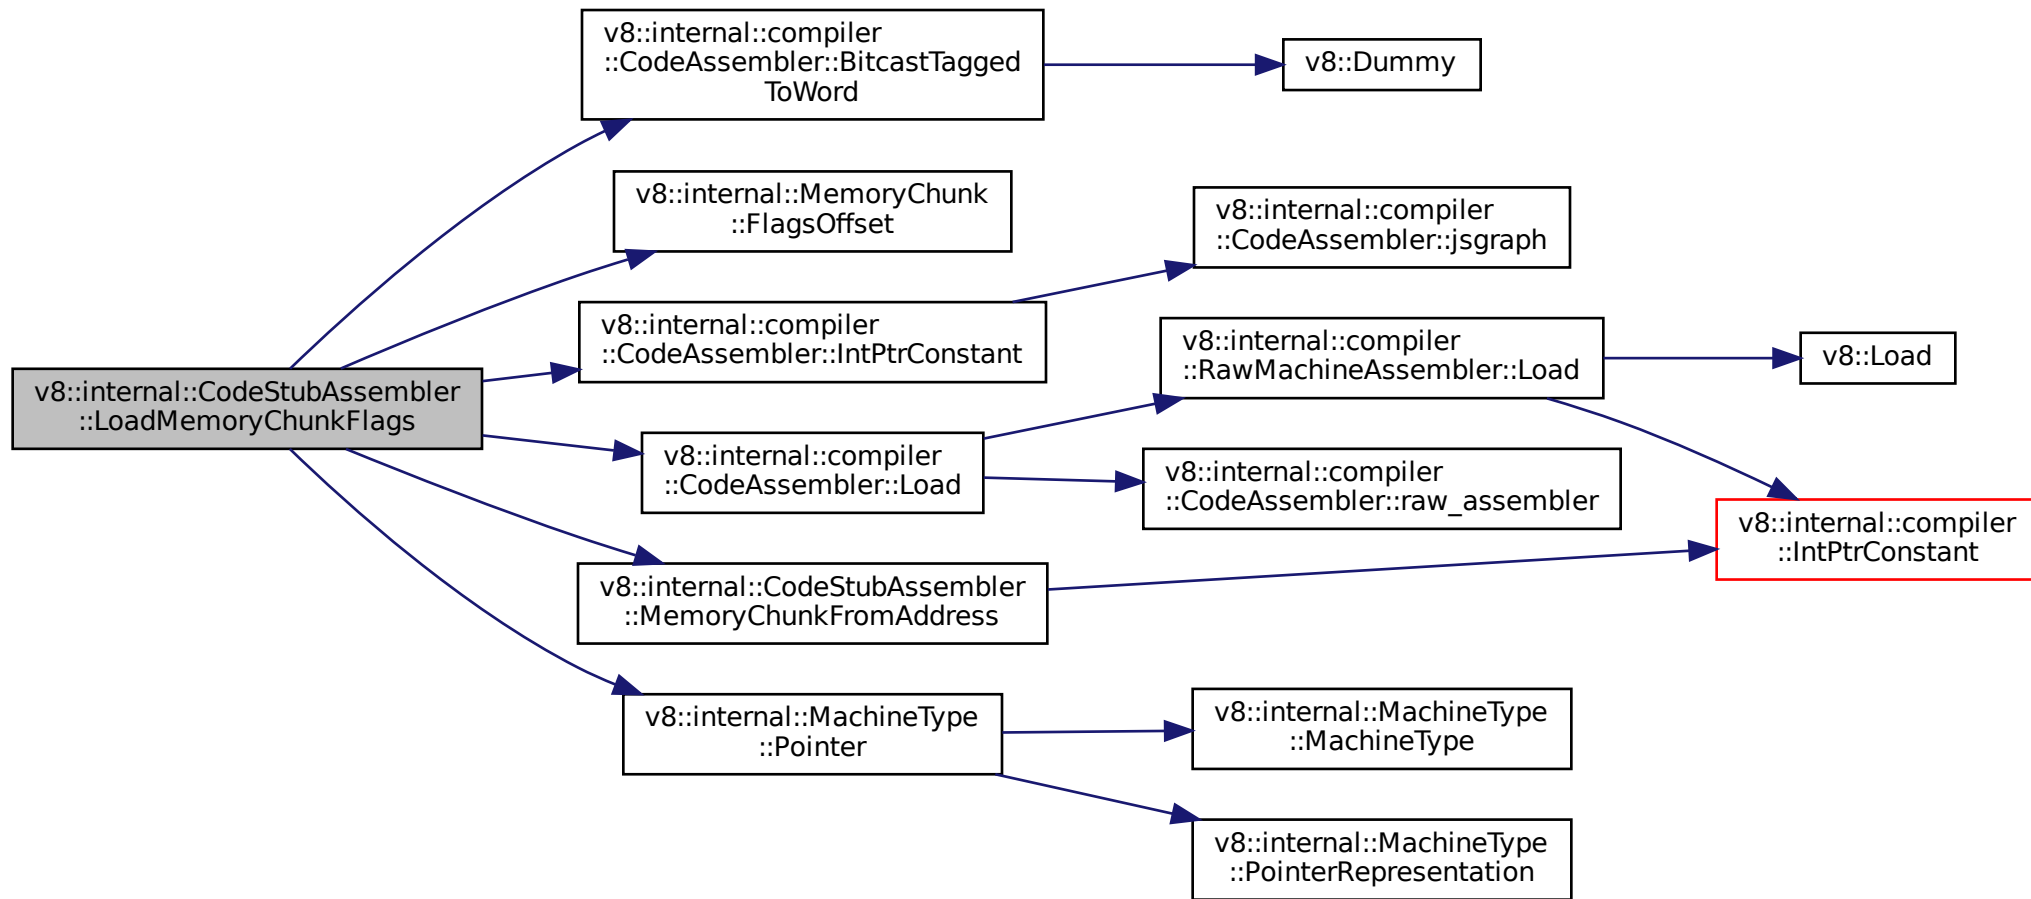 v8::internal::CodeStubAssembler
::LoadMemoryChunkFlags
v8::internal::compiler
::CodeAssembler::BitcastTagged
ToWord
v8::Dummy
v8::internal::MemoryChunk
::FlagsOffset
v8::internal::compiler
::CodeAssembler::IntPtrConstant
v8::internal::compiler
::CodeAssembler::jsgraph
v8::internal::compiler
::CodeAssembler::Load
v8::internal::compiler
::RawMachineAssembler::Load
v8::Load
v8::internal::compiler
::CodeAssembler::raw_assembler
v8::internal::compiler
::IntPtrConstant
v8::internal::CodeStubAssembler
::MemoryChunkFromAddress
v8::internal::MachineType
::Pointer
v8::internal::MachineType
::MachineType
v8::internal::MachineType
::PointerRepresentation